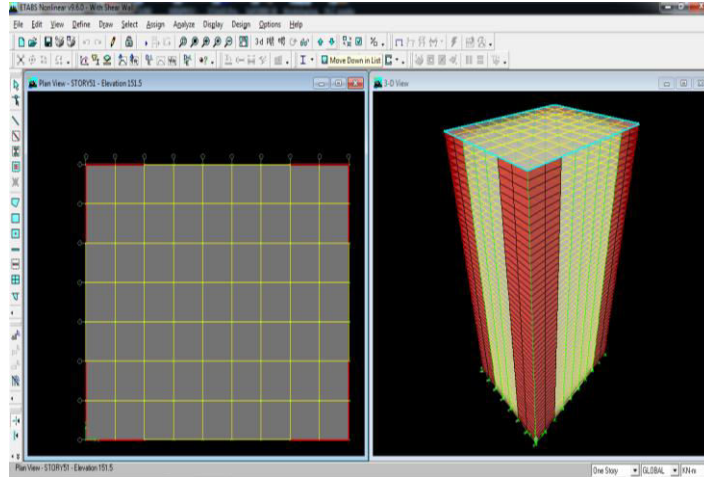 ETABS Nonlinear v9.6.0 - With Shear Wall
File Edit View Define Draw Select Assign Analyze Display Design Options Help
3-d
Move Down in List
Plan View - STORY51 - Elevation 151.5
3-D View
Plan View - STORY51 - Elevation 151.5
One Story
GLOBAL
KN-m